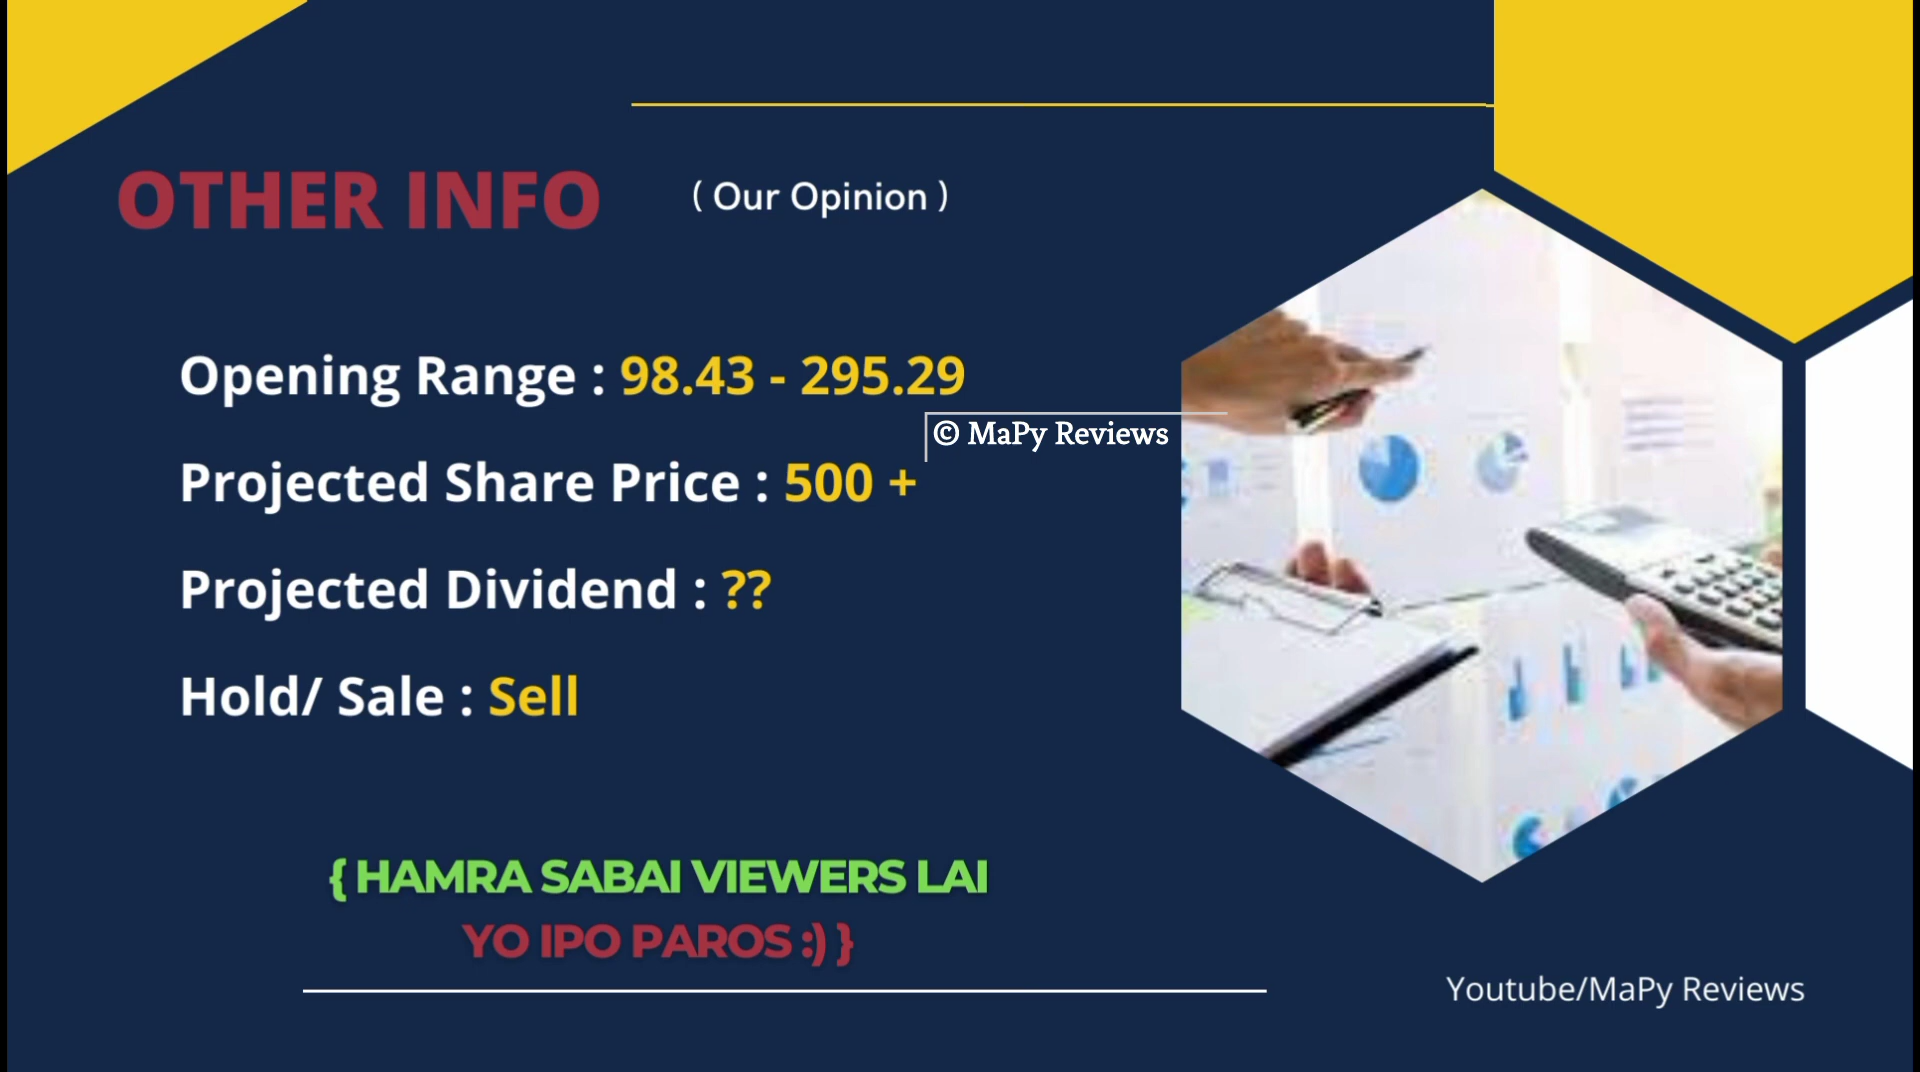 OTHER INFO
( Our Opinion )
Opening Range : 98.43 - 295.29
© MaPy Reviews
Projected Share Price : 500 +
Projected Dividend : ??
Hold/ Sale : Sell
{ HAMRA SABAI VIEWERS LAI
YO IPO PAROS :) }
Youtube/MaPy Reviews